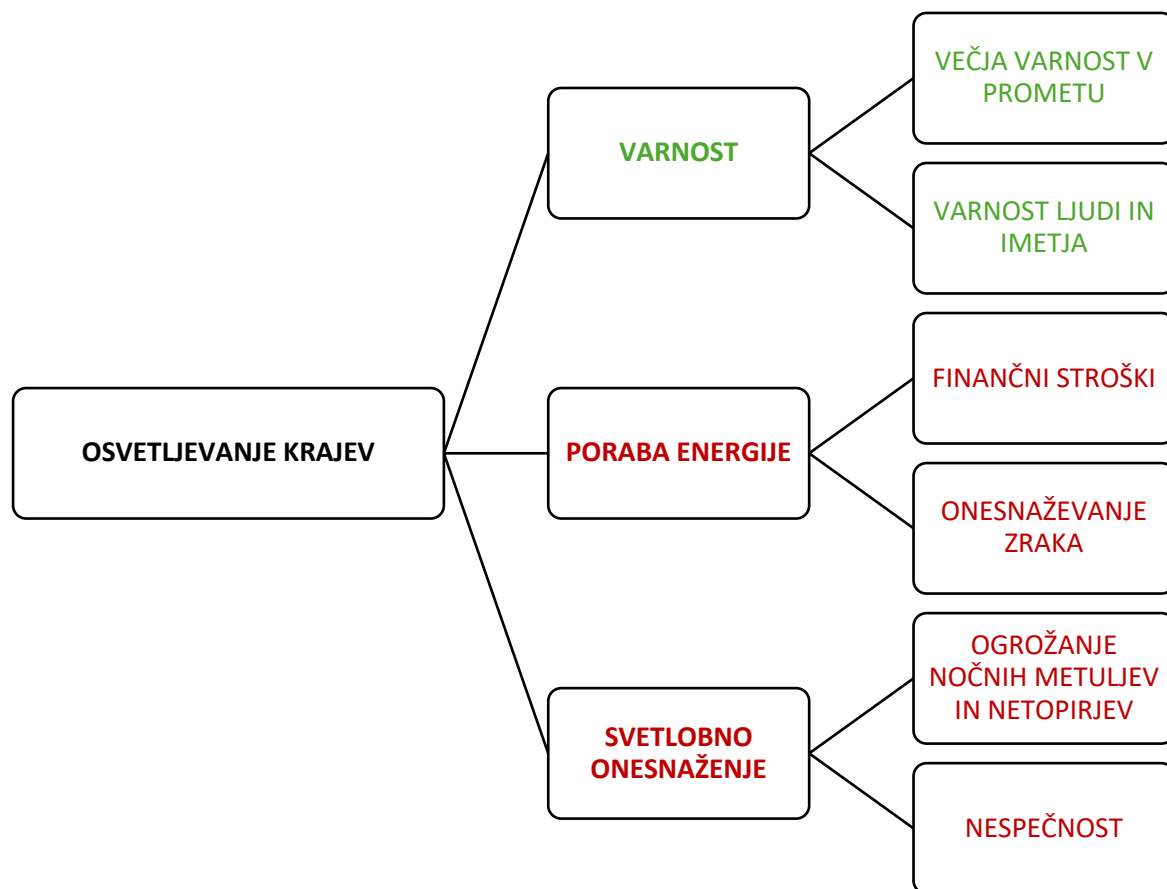 OSVETLJEVANJE KRAJEV
VARNOST
VEČJA VARNOST V
PROMETU
VARNOST LJUDI IN
IMETJA
PORABA ENERGIJE
FINANČNI STROŠKI
ONESNAŽEVANJE
ZRAKA
SVETLOBNO
ONESNAŽENJE
OGROŽANJE
NOČNIH METULJEV
IN NETOPIRJEV
NESPEČNOST